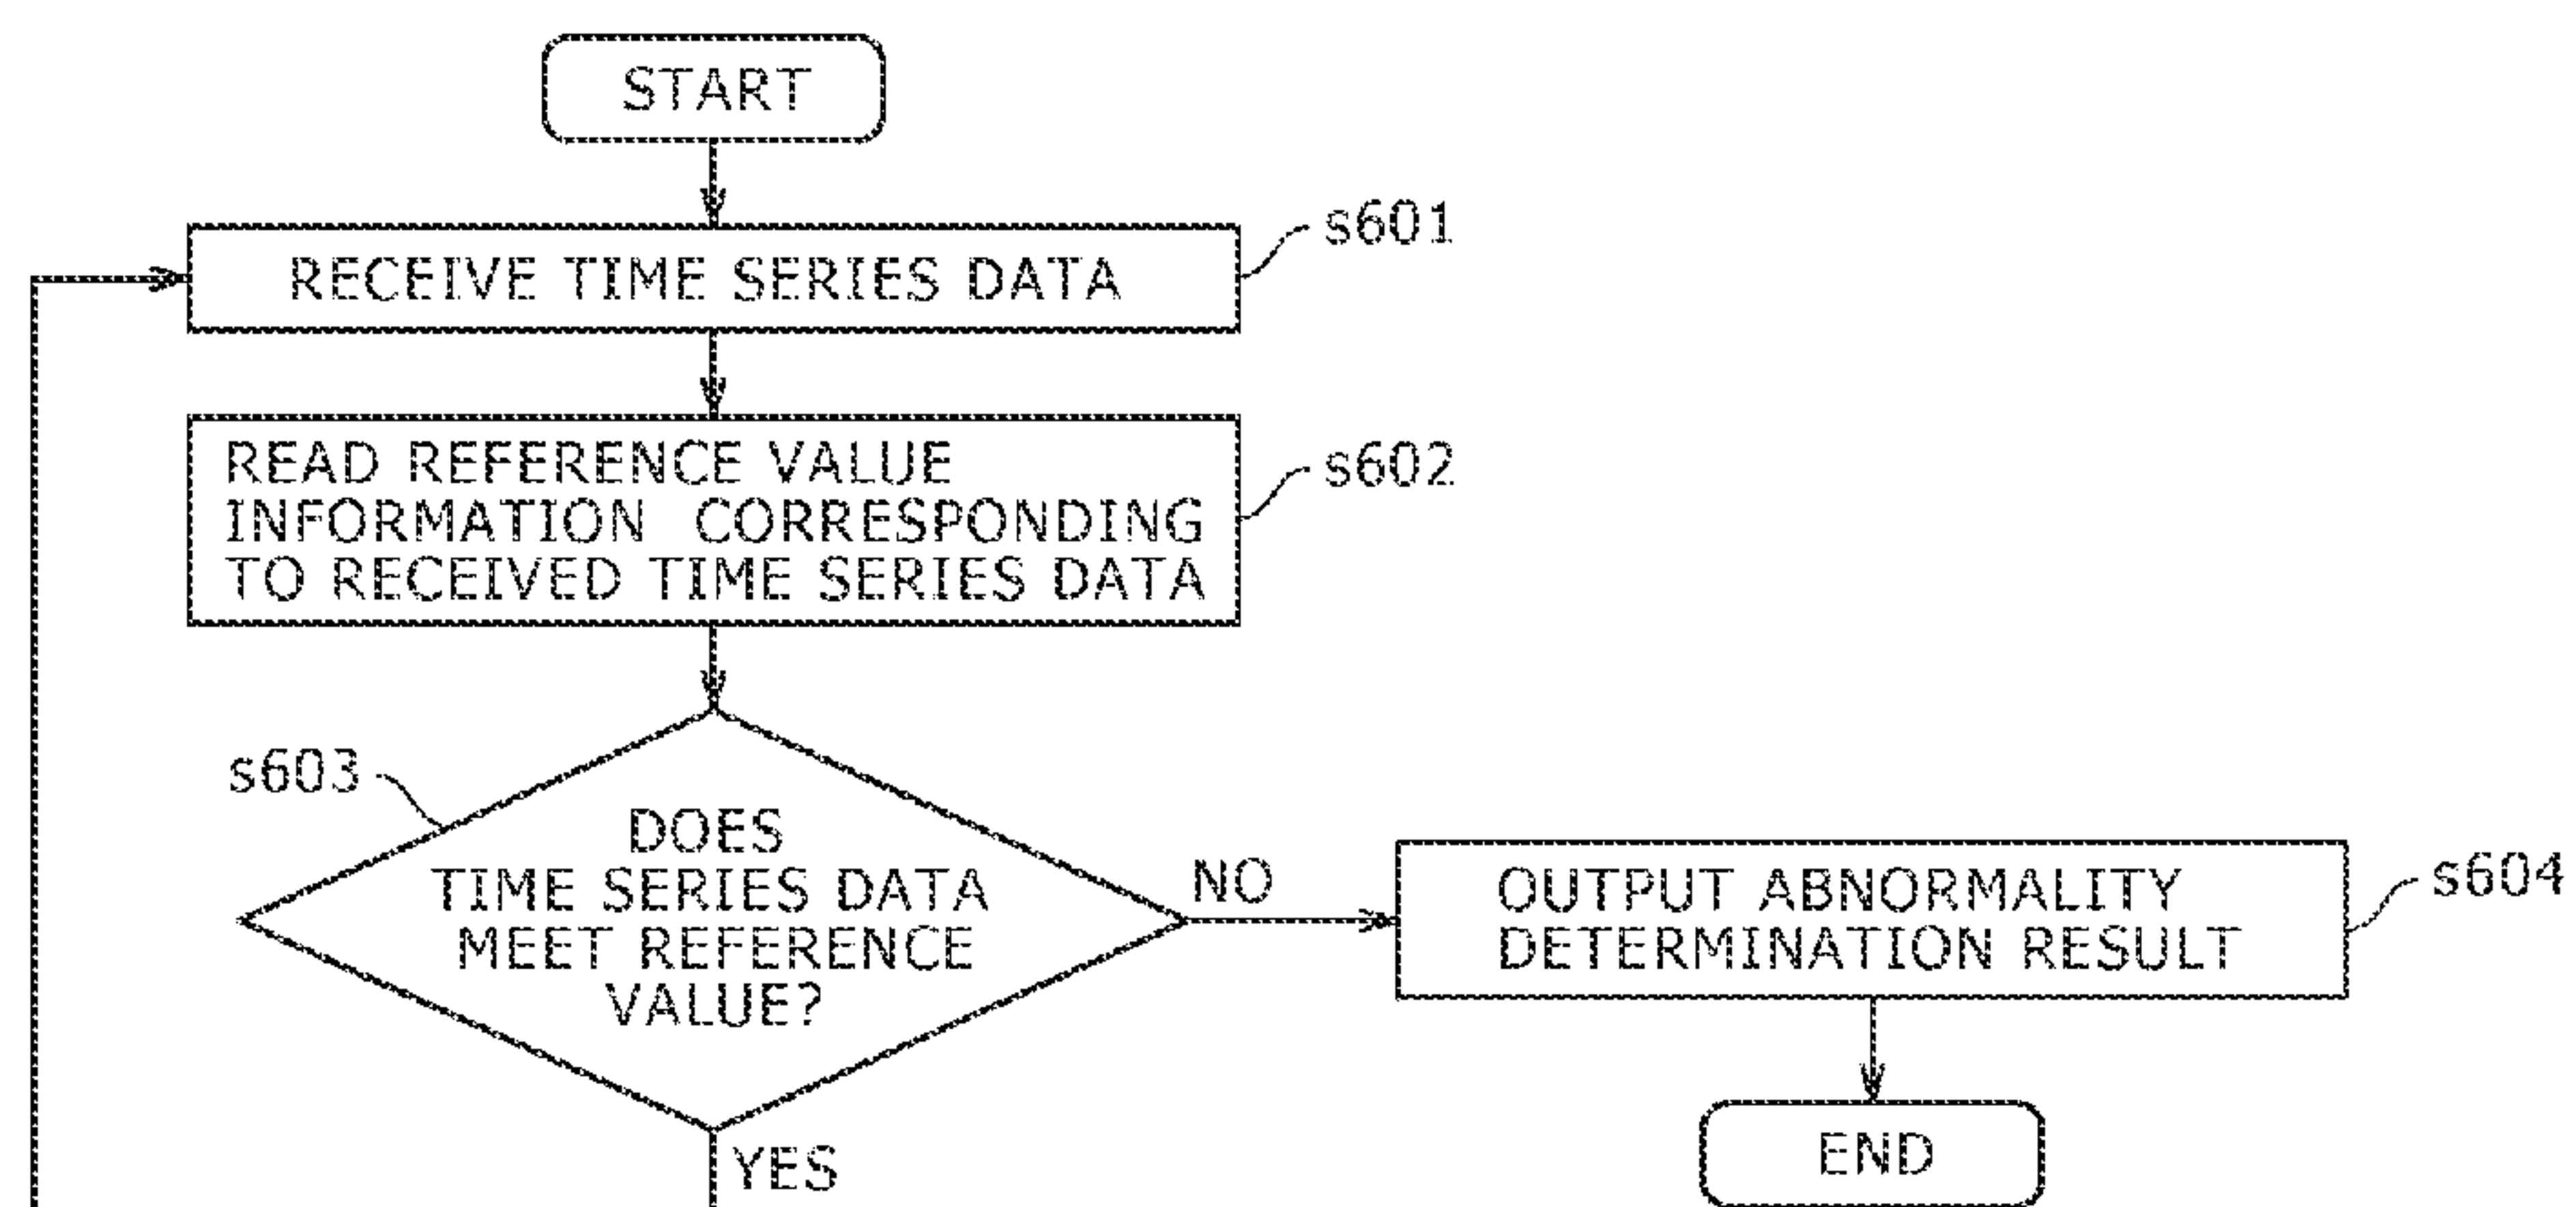 START
RECEIVE TIME SERIES DATA
s601
READ REFERENCE VALUE
INFORMATION CORRESPONDING
TO RECEIVED TIME SERIES DATA
s602
s603
DOES
TIME SERIES DATA
MEET REFERENCE
VALUE?
NO
OUTPUT ABNORMALITY
DETERMINATION RESULT
s604
YES
END